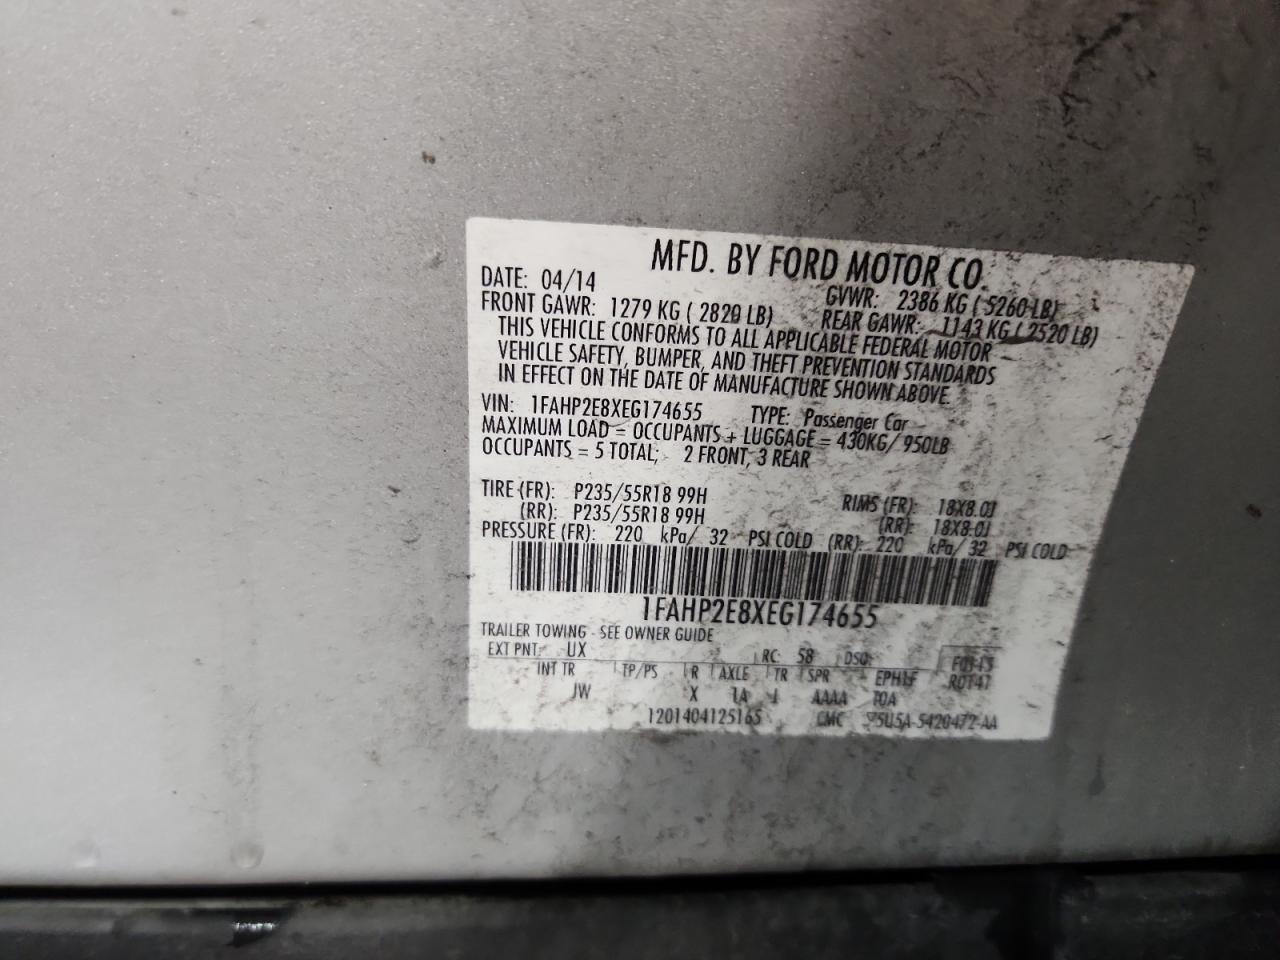 MFD. BY FORD MOTOR CO.
DATE: 04/14
GVWR: 2386 KG ( 5260 LB)
FRONT GAWR: 1279 KG ( 2820 LB)
REAR GAWR: 1143 KG ( 2520 LB)
THIS VEHICLE CONFORMS TO ALL APPLICABLE FEDERAL MOTOR
VEHICLE SAFETY, BUMPER, AND THEFT PREVENTION STANDARDS
IN EFFECT ON THE DATE OF MANUFACTURE SHOWN ABOVE.
VIN: 1FAHP2E8XEG174655 TYPE: Passenger Car
MAXIMUM LOAD = OCCUPANTS + LUGGAGE = 430KG/ 950LB
OCCUPANTS = 5 TOTAL; 2 FRONT, 3 REAR
TIRE (FR): P235/55R18 99H RIMS (FR): 18X8.0J
(RR): P235/55R18 99H (RR): 18X8.0J
PRESSURE (FR): 220 kPa/ 32 PSI COLD (RR): 220 kPa/ 32 PSI COLD
1FAHP2E8XEG174655
TRAILER TOWING - SEE OWNER GUIDE
EXT PNT: UX RC: 58 DSO:
INT TR TP/PS R AXLE TR SPR
JW X 1A J AAAA
1201404125165 CMC